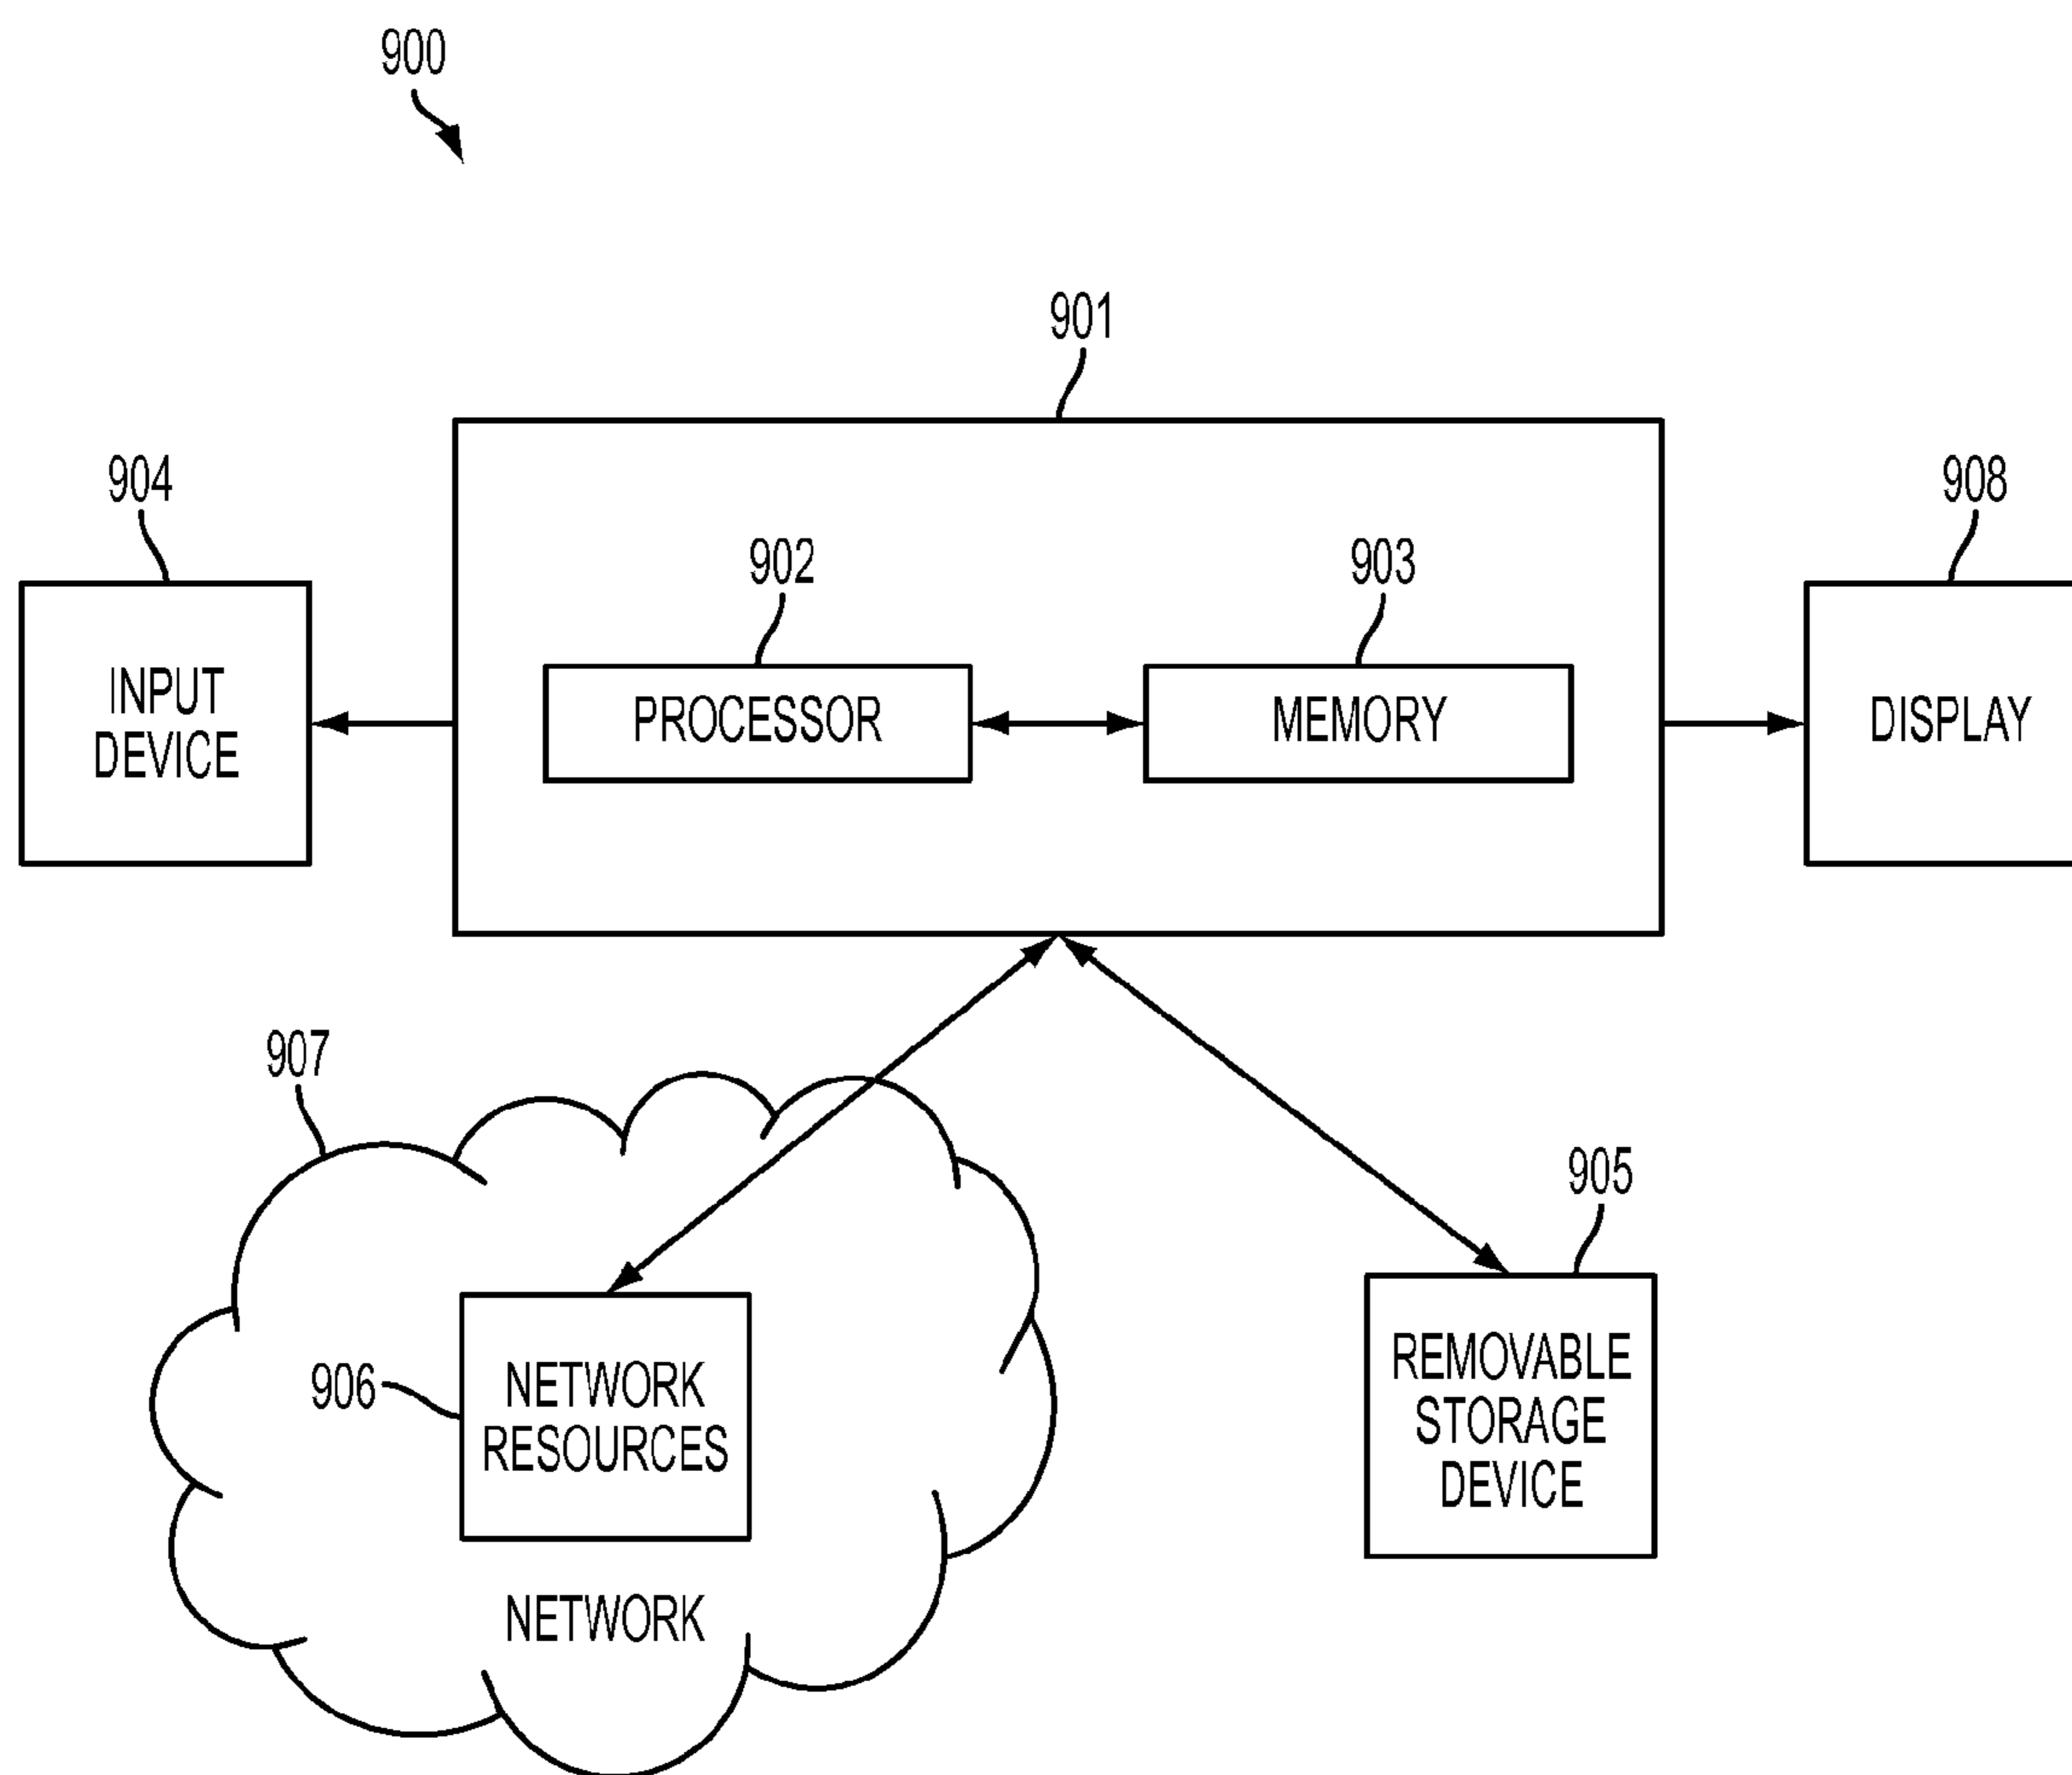 900
901
904
908
902
903
INPUT
DEVICE
PROCESSOR
MEMORY
DISPLAY
907
905
906
NETWORK
RESOURCES
REMOVABLE
STORAGE
DEVICE
NETWORK